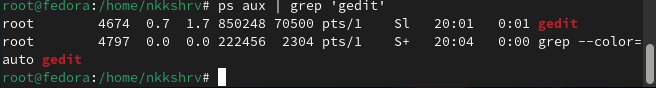 root@fedora:/home/nkkshrv# ps aux | grep 'gedit'
root        4674  0.7  1.7 850248 70500 pts/1    Sl   20:01   0:01 gedit
root        4797  0.0  0.0 222456  2304 pts/1    S+   20:04   0:00 grep --color=
auto gedit
root@fedora:/home/nkkshrv#